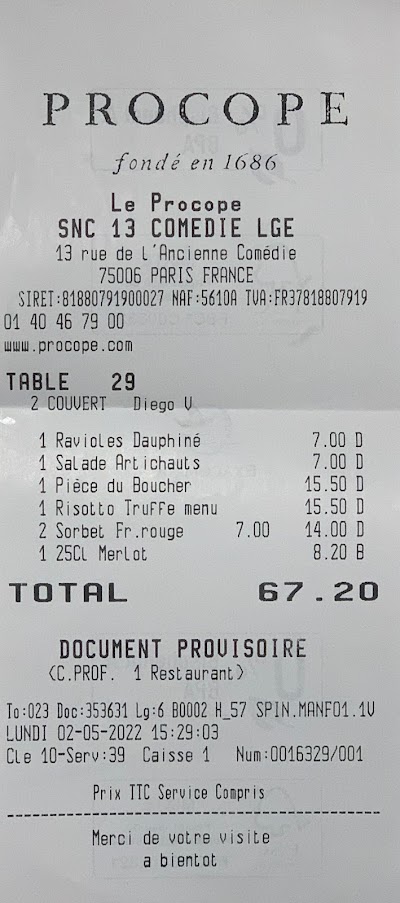 PROCOPE
fondé en 1686
Le Procope
SNC 13 COMEDIE LGE
13 rue de l'Ancienne Comédie
75006 PARIS FRANCE
SIRET:81880791900027 NAF:5610A TVA:FR37818807919
01 40 46 79 00
www.procope.com
TABLE 29
2 COUVERT Diego V
1 Ravioles Dauphiné 7.00 D
1 Salade Artichauts 7.00 D
1 Pièce du Boucher 15.50 D
1 Risotto Truffe menu 15.50 D
2 Sorbet Fr.rouge 7.00 14.00 D
1 25Cl Merlot 8.20 B
TOTAL 67.20
DOCUMENT PROVISOIRE
(C.PROF. 1 Restaurant)
To:023 Doc:353631 Lg:6 B0002 H_57 SPIN.MANF01.1V
LUNDI 02-05-2022 15:29:03
Cle 10-Serv:39 Caisse 1 Num:0016329/001
Prix TTC Service Compris
Merci de votre visite
a bientot